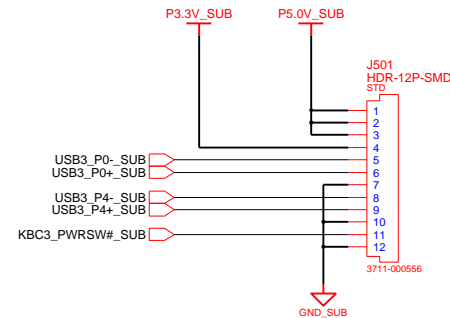 P3.3V_SUB
P5.0V_SUB
J501
HDR-12P-SMD
STD
1
2
3
4
USB3_P0-_SUB
5
USB3_P0+_SUB
6
7
USB3_P4-_SUB
8
USB3_P4+_SUB
9
10
KBC3_PWRSW#_SUB
11
12
3711-000556
GND_SUB